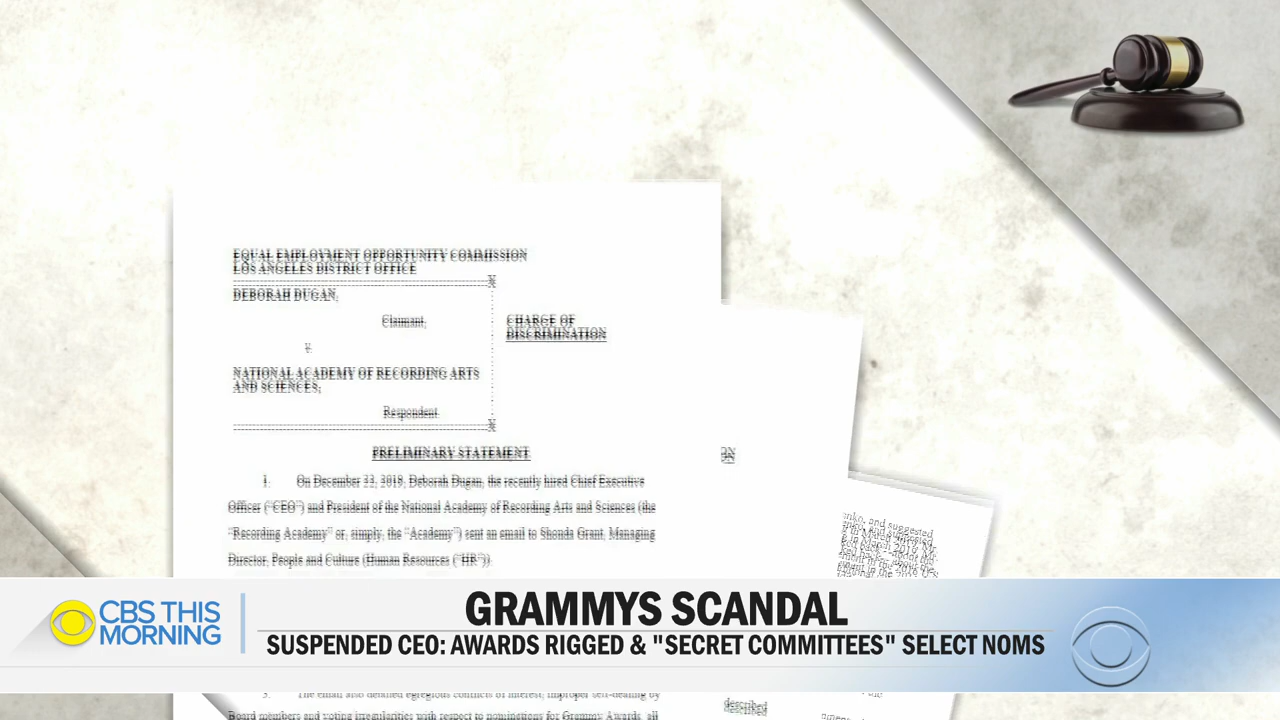 EQUAL EMPLOYMENT OPPORTUNITY COMMISSION
LOS ANGELES DISTRICT OFFICE
DEBORAH DUGAN,
Claimant,
v.
CHARGE OF
DISCRIMINATION
NATIONAL ACADEMY OF RECORDING ARTS
AND SCIENCES,
Respondent.
PRELIMINARY STATEMENT
1. On December 22, 2019, Deborah Dugan, the recently hired Chief Executive
Officer (“CEO”) and President of the National Academy of Recording Arts and Sciences (the
“Recording Academy” or, simply, the “Academy”) sent an email to Shonda Grant, Managing
Director, People and Culture (Human Resources (“HR”)).
and suggested
CBS THIS
MORNING
GRAMMYS SCANDAL
SUSPENDED CEO: AWARDS RIGGED & "SECRET COMMITTEES" SELECT NOMS
3. The email also detailed egregious conflicts of interest, improper self-dealing by
Board members and voting irregularities with respect to nominations for Grammy Awards, all
the
described